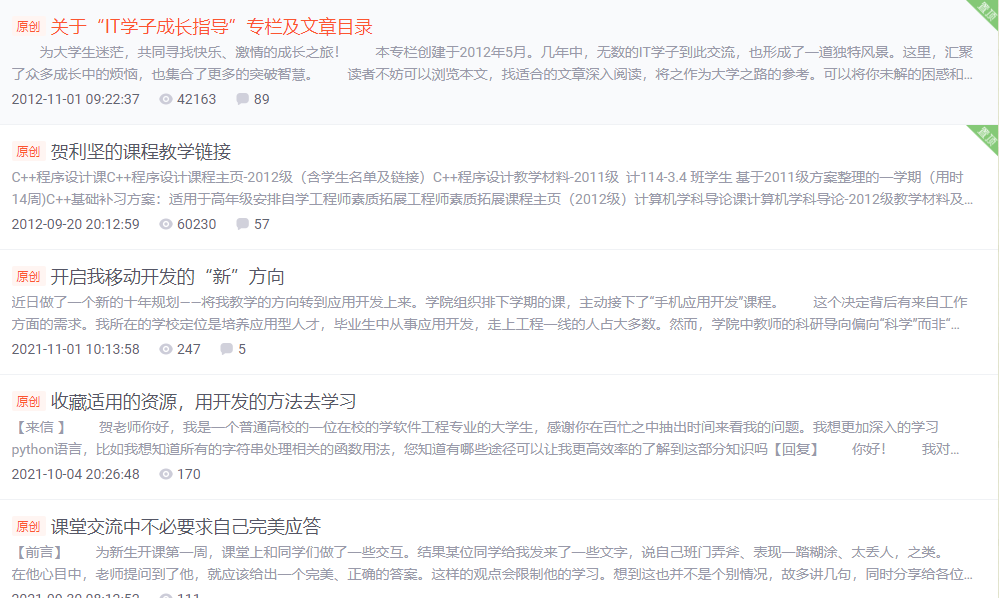 原创 关于“IT学子成长指导”专栏及文章目录
置顶
为大学生迷茫，共同寻找快乐、激情的成长之旅！ 本专栏创建于2012年5月。几年中，无数的IT学子到此交流，也形成了一道独特风景。这里，汇聚
了众多成长中的烦恼，也集合了更多的突破智慧。 读者不妨可以浏览本文，找适合的文章深入阅读，将之作为大学之路的参考。可以将你未解的困惑和...
2012-11-01 09:22:37 42163 89
原创 贺利坚的课程教学链接
置顶
C++程序设计课C++程序设计课程主页-2012级（含学生名单及链接）C++程序设计教学材料-2011级 计114-3.4 班学生 基于2011级方案整理的一学期（用时
14周)C++基础补习方案：适用于高年级安排自学工程师素质拓展工程师素质拓展课程主页（2012级）计算机学科导论课计算机学科导论-2012级教学材料及...
2012-09-20 20:12:59 60230 57
原创 开启我移动开发的“新”方向
近日做了一个新的十年规划——将我教学的方向转到应用开发上来。学院组织排下学期的课，主动接下了“手机应用开发”课程。 这个决定背后有来自工作
方面的需求。我所在的学校定位是培养应用型人才，毕业生中从事应用开发，走上工程一线的人占大多数。然而，学院中教师的科研导向偏向“科学”而非“...
2021-11-01 10:13:58 247 5
原创 收藏适用的资源，用开发的方法去学习
【来信 】 贺老师你好，我是一个普通高校的一位在校的学软件工程专业的大学生，感谢你在百忙之中抽出时间来看我的问题。我想更加深入的学习
python语言，比如我想知道所有的字符串处理相关的函数用法，您知道有哪些途径可以让我更高效率的了解到这部分知识吗【回复】 你好！ 我对...
2021-10-04 20:26:48 170
原创 课堂交流中不必要求自己完美应答
【前言】 为新生开课第一周，课堂上和同学们做了一些交互。结果某位同学给我发来了一些文字，说自己班门弄斧、表现一踏糊涂、太丢人，之类。
在他心目中，老师提问到了他，就应该给出一个完美、正确的答案。这样的观点会限制他的学习。想到这也并不是个别情况，故多讲几句，同时分享给各位...